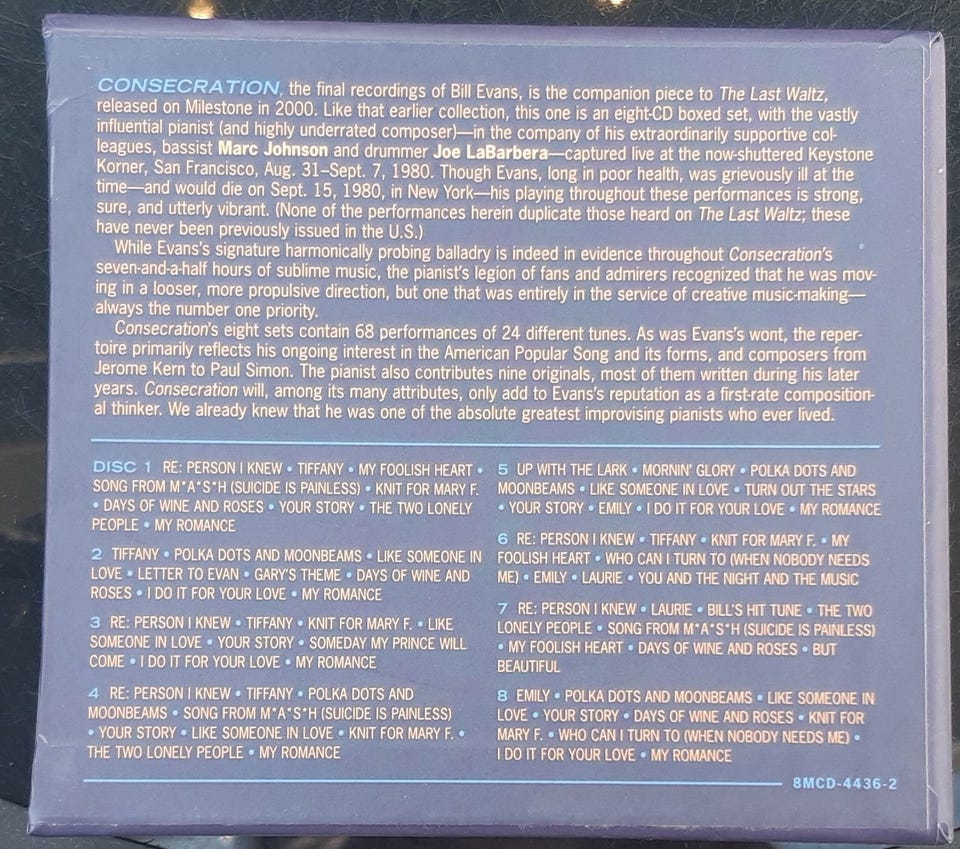 CONSECRATION, the final recordings of Bill Evans, is the companion piece to The Last Waltz,
released on Milestone in 2000. Like that earlier collection, this one is an eight-CD boxed set, with the vastly
influential pianist (and highly underrated composer)—in the company of his extraordinarily supportive col-
leagues, bassist Marc Johnson and drummer Joe LaBarbera—captured live at the now-shuttered Keystone
Korner, San Francisco, Aug. 31–Sept. 7, 1980. Though Evans, long in poor health, was grievously ill at the
time—and would die on Sept. 15, 1980, in New York—his playing throughout these performances is strong,
sure, and utterly vibrant. (None of the performances herein duplicate those heard on The Last Waltz; these
have never been previously issued in the U.S.)
While Evans's signature harmonically probing balladry is indeed in evidence throughout Consecration's
seven-and-a-half hours of sublime music, the pianist's legion of fans and admirers recognized that he was mov-
ing in a looser, more propulsive direction, but one that was entirely in the service of creative music-making—
always the number one priority.
Consecration's eight sets contain 68 performances of 24 different tunes. As was Evans's wont, the reper-
toire primarily reflects his ongoing interest in the American Popular Song and its forms, and composers from
Jerome Kern to Paul Simon. The pianist also contributes nine originals, most of them written during his later
years. Consecration will, among its many attributes, only add to Evans's reputation as a first-rate composition-
al thinker. We already knew that he was one of the absolute greatest improvising pianists who ever lived.
DISC 1 RE: PERSON I KNEW • TIFFANY • MY FOOLISH HEART •
SONG FROM M*A*S*H (SUICIDE IS PAINLESS) • KNIT FOR MARY F.
• DAYS OF WINE AND ROSES • YOUR STORY • THE TWO LONELY
PEOPLE • MY ROMANCE
2 TIFFANY • POLKA DOTS AND MOONBEAMS • LIKE SOMEONE IN
LOVE • LETTER TO EVAN • GARY'S THEME • DAYS OF WINE AND
ROSES • I DO IT FOR YOUR LOVE • MY ROMANCE
3 RE: PERSON I KNEW • TIFFANY • KNIT FOR MARY F. • LIKE
SOMEONE IN LOVE • YOUR STORY • SOMEDAY MY PRINCE WILL
COME • I DO IT FOR YOUR LOVE • MY ROMANCE
4 RE: PERSON I KNEW • TIFFANY • POLKA DOTS AND
MOONBEAMS • SONG FROM M*A*S*H (SUICIDE IS PAINLESS)
• YOUR STORY • LIKE SOMEONE IN LOVE • KNIT FOR MARY F. •
THE TWO LONELY PEOPLE • MY ROMANCE
5 UP WITH THE LARK • MORNIN' GLORY • POLKA DOTS AND
MOONBEAMS • LIKE SOMEONE IN LOVE • TURN OUT THE STARS
• YOUR STORY • EMILY • I DO IT FOR YOUR LOVE • MY ROMANCE
6 RE: PERSON I KNEW • TIFFANY • KNIT FOR MARY F. • MY
FOOLISH HEART • WHO CAN I TURN TO (WHEN NOBODY NEEDS
ME) • EMILY • LAURIE • YOU AND THE NIGHT AND THE MUSIC
7 RE: PERSON I KNEW • LAURIE • BILL'S HIT TUNE • THE TWO
LONELY PEOPLE • SONG FROM M*A*S*H (SUICIDE IS PAINLESS)
• MY FOOLISH HEART • DAYS OF WINE AND ROSES • BUT
BEAUTIFUL
8 EMILY • POLKA DOTS AND MOONBEAMS • LIKE SOMEONE IN
LOVE • YOUR STORY • DAYS OF WINE AND ROSES • KNIT FOR
MARY F. • WHO CAN I TURN TO (WHEN NOBODY NEEDS ME) •
I DO IT FOR YOUR LOVE • MY ROMANCE
8MCD-4436-2